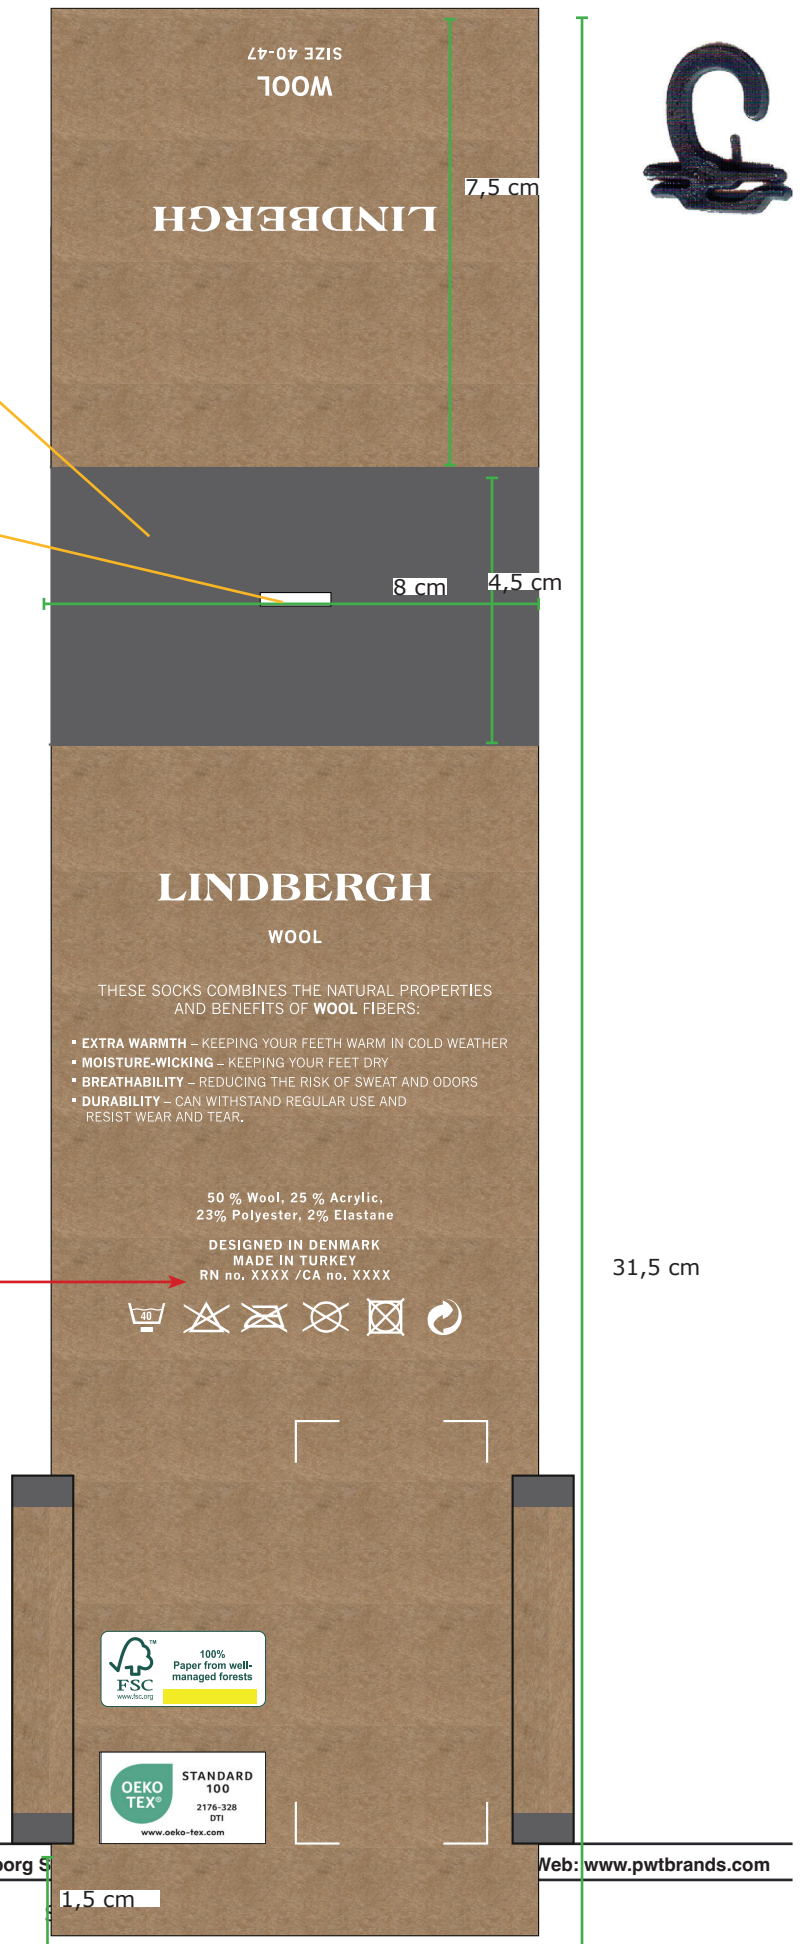 SIZE 40-47
WOOL
LINDBERGH
7,5 cm
8 cm
4,5 cm
LINDBERGH
WOOL
THESE SOCKS COMBINES THE NATURAL PROPERTIES
AND BENEFITS OF WOOL FIBERS:
▪ EXTRA WARMTH – KEEPING YOUR FEETH WARM IN COLD WEATHER
▪ MOISTURE-WICKING – KEEPING YOUR FEET DRY
▪ BREATHABILITY – REDUCING THE RISK OF SWEAT AND ODORS
▪ DURABILITY – CAN WITHSTAND REGULAR USE AND
RESIST WEAR AND TEAR.
50 % Wool, 25 % Acrylic,
23% Polyester, 2% Elastane
DESIGNED IN DENMARK
MADE IN TURKEY
RN no. XXXX /CA no. XXXX
31,5 cm
40
100%
Paper from well-
managed forests
FSC
www.fsc.org
OEKO
TEX®
STANDARD
100
2176-328
DTI
www.oeko-tex.com
Web: www.pwtbrands.com
1,5 cm